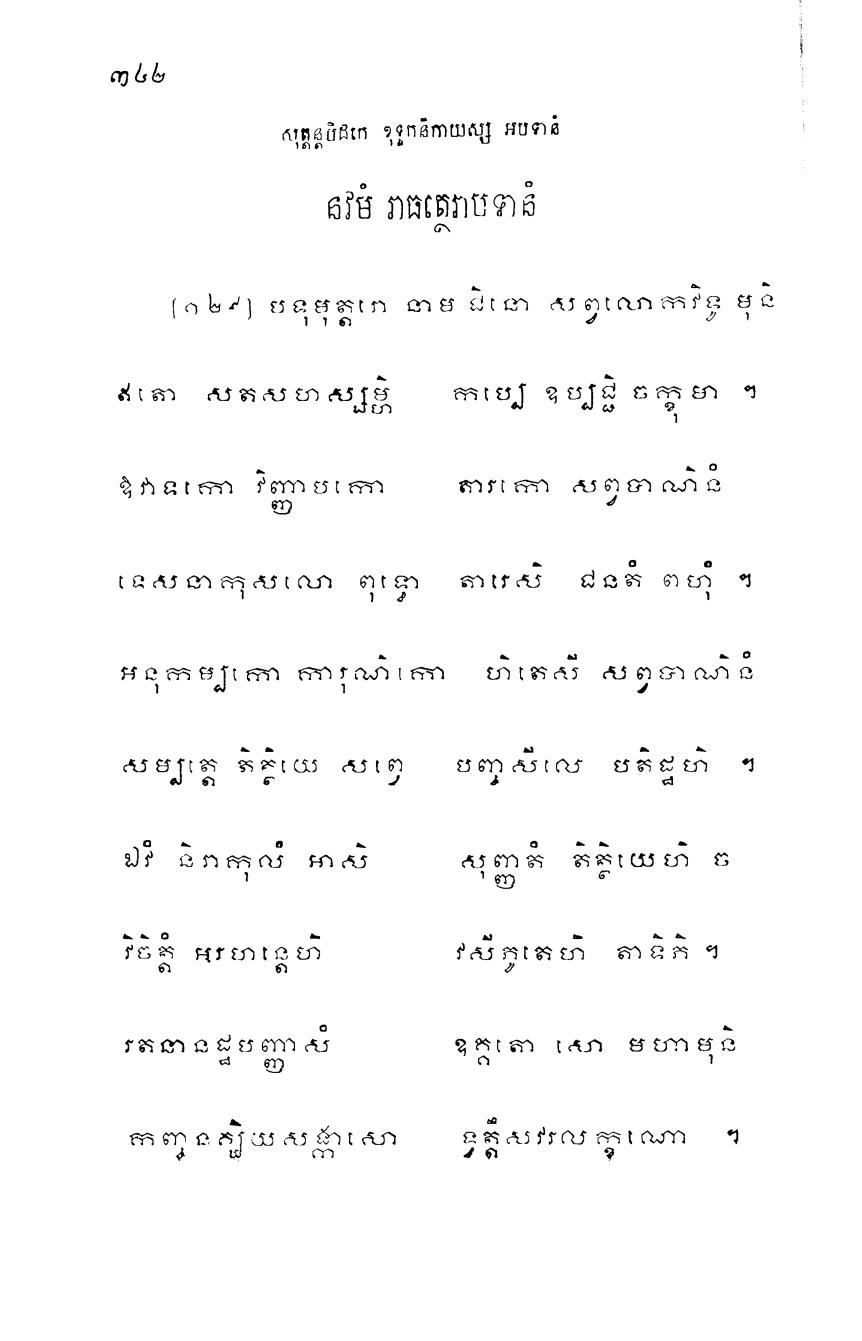 ៣៤២
សុត្តន្តបិដកេ ខុទ្ទកនិកាយស្ស អបទានំ
នវមំ រាធត្ថេរាបទានំ
[១២៩] បទុមុត្តរោ នាម ជិនោ សព្វលោកវិទូ មុនិ
ឥតោ សតសហស្សម្ហិ កប្បេ ឧប្បជ្ជិ ចក្ខុមា ។
ឱវាទកោ វិញ្ញាបកោ តារកោ សព្វបាណិនំ
ទេសនាកុសលោ ពុទ្ធោ តារេសិ ជនតំ ពហុំ ។
អនុកម្បកោ ការុណិកោ ហិតេសី សព្វបាណិនំ
សម្បត្តេ តិត្ថិយេ សព្វេ បញ្ចសីលេ បតិដ្ឋហិ ។
ឯវំ និរាកុលំ អាសិ សុញ្ញតំ តិត្ថិយេហិ ច
វិចិត្តំ អរហន្តេហិ វសីភូតេហិ តាទិភិ ។
រតនានដ្ឋបញ្ញាសំ ឧគ្គតោ សោ មហាមុនិ
កញ្ចនគ្ឃិយសង្កាសោ ទ្វត្តឹសវរលក្ខណោ ។